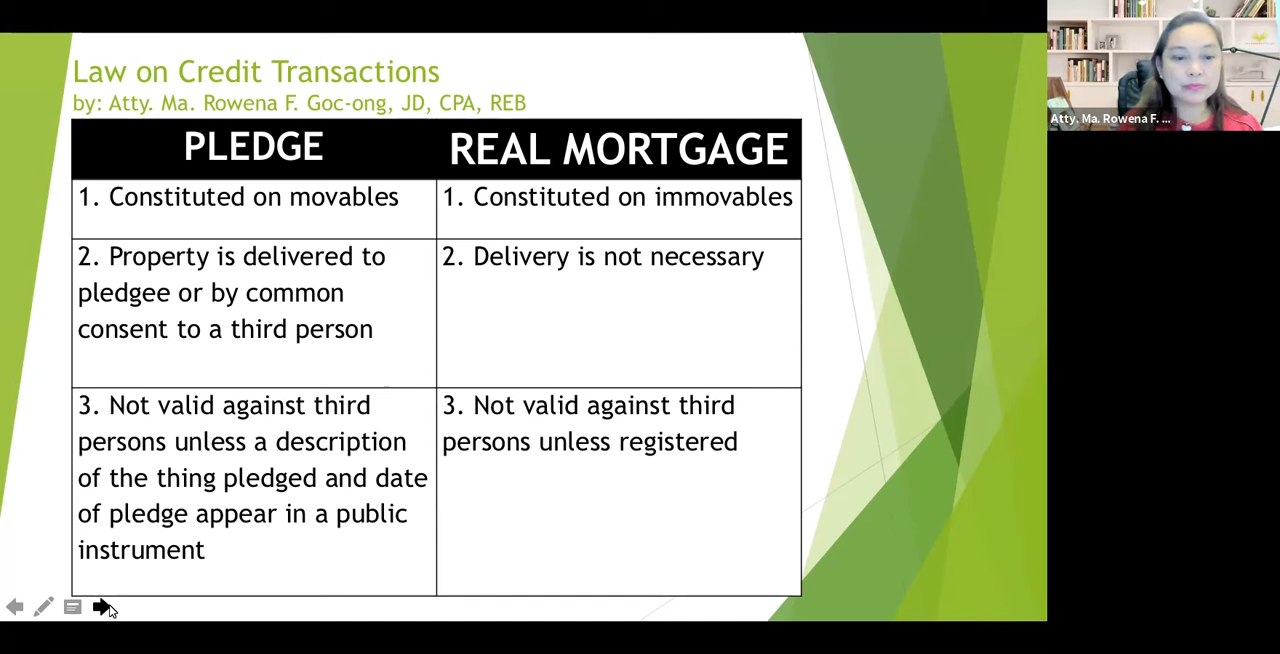 Law on Credit Transactions
by: Atty. Ma. Rowena F. Goc-ong, JD, CPA, REB
PLEDGE
REAL MORTGAGE
1. Constituted on movables
1. Constituted on immovables
2. Property is delivered to
pledgee or by common
consent to a third person
2. Delivery is not necessary
3. Not valid against third
persons unless a description
of the thing pledged and date
of pledge appear in a public
instrument
3. Not valid against third
persons unless registered
Atty. Ma. Rowena F. ...